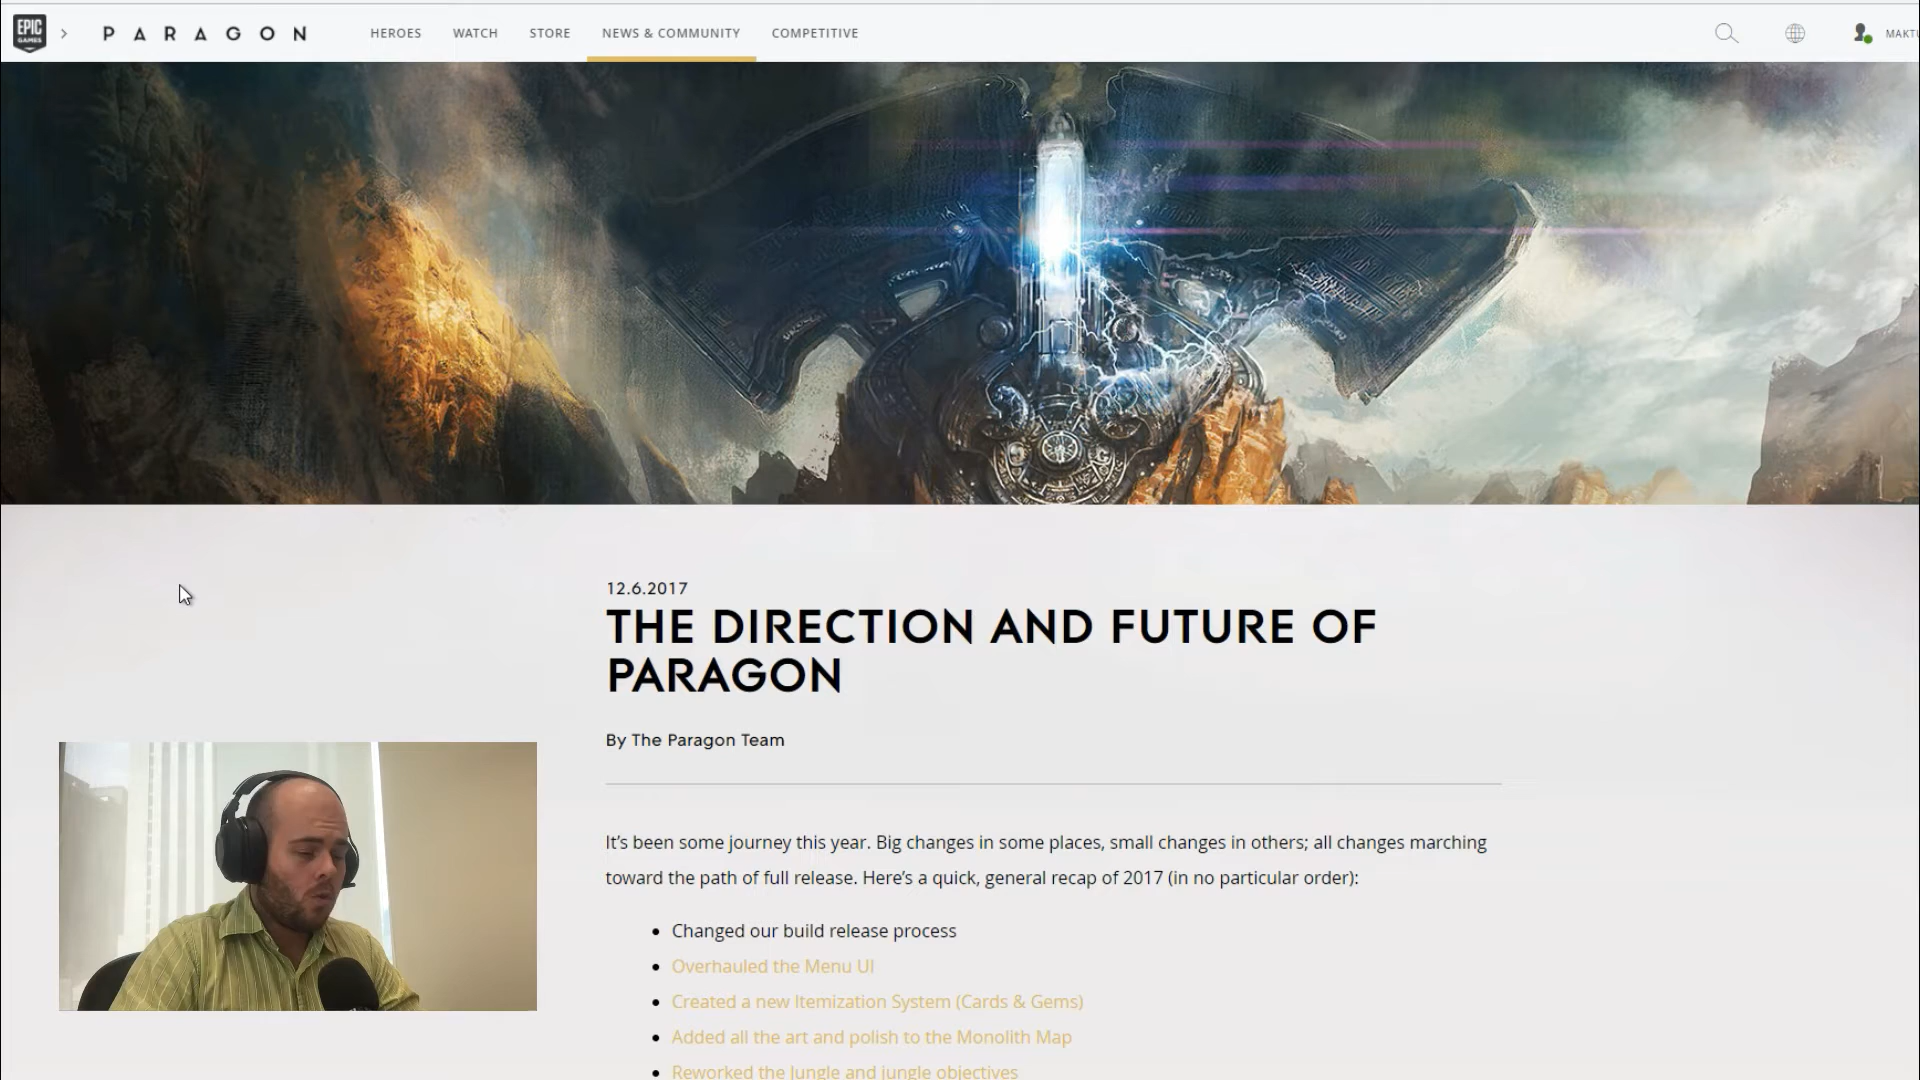 EPIC
GAMES
PARAGON
HEROES
WATCH
STORE
NEWS & COMMUNITY
COMPETITIVE
MAKTU
12.6.2017
THE DIRECTION AND FUTURE OF
PARAGON
By The Paragon Team
It's been some journey this year. Big changes in some places, small changes in others; all changes marching
toward the path of full release. Here's a quick, general recap of 2017 (in no particular order):
• Changed our build release process
• Overhauled the Menu UI
• Created a new Itemization System (Cards & Gems)
• Added all the art and polish to the Monolith Map
• Reworked the Jungle and jungle objectives